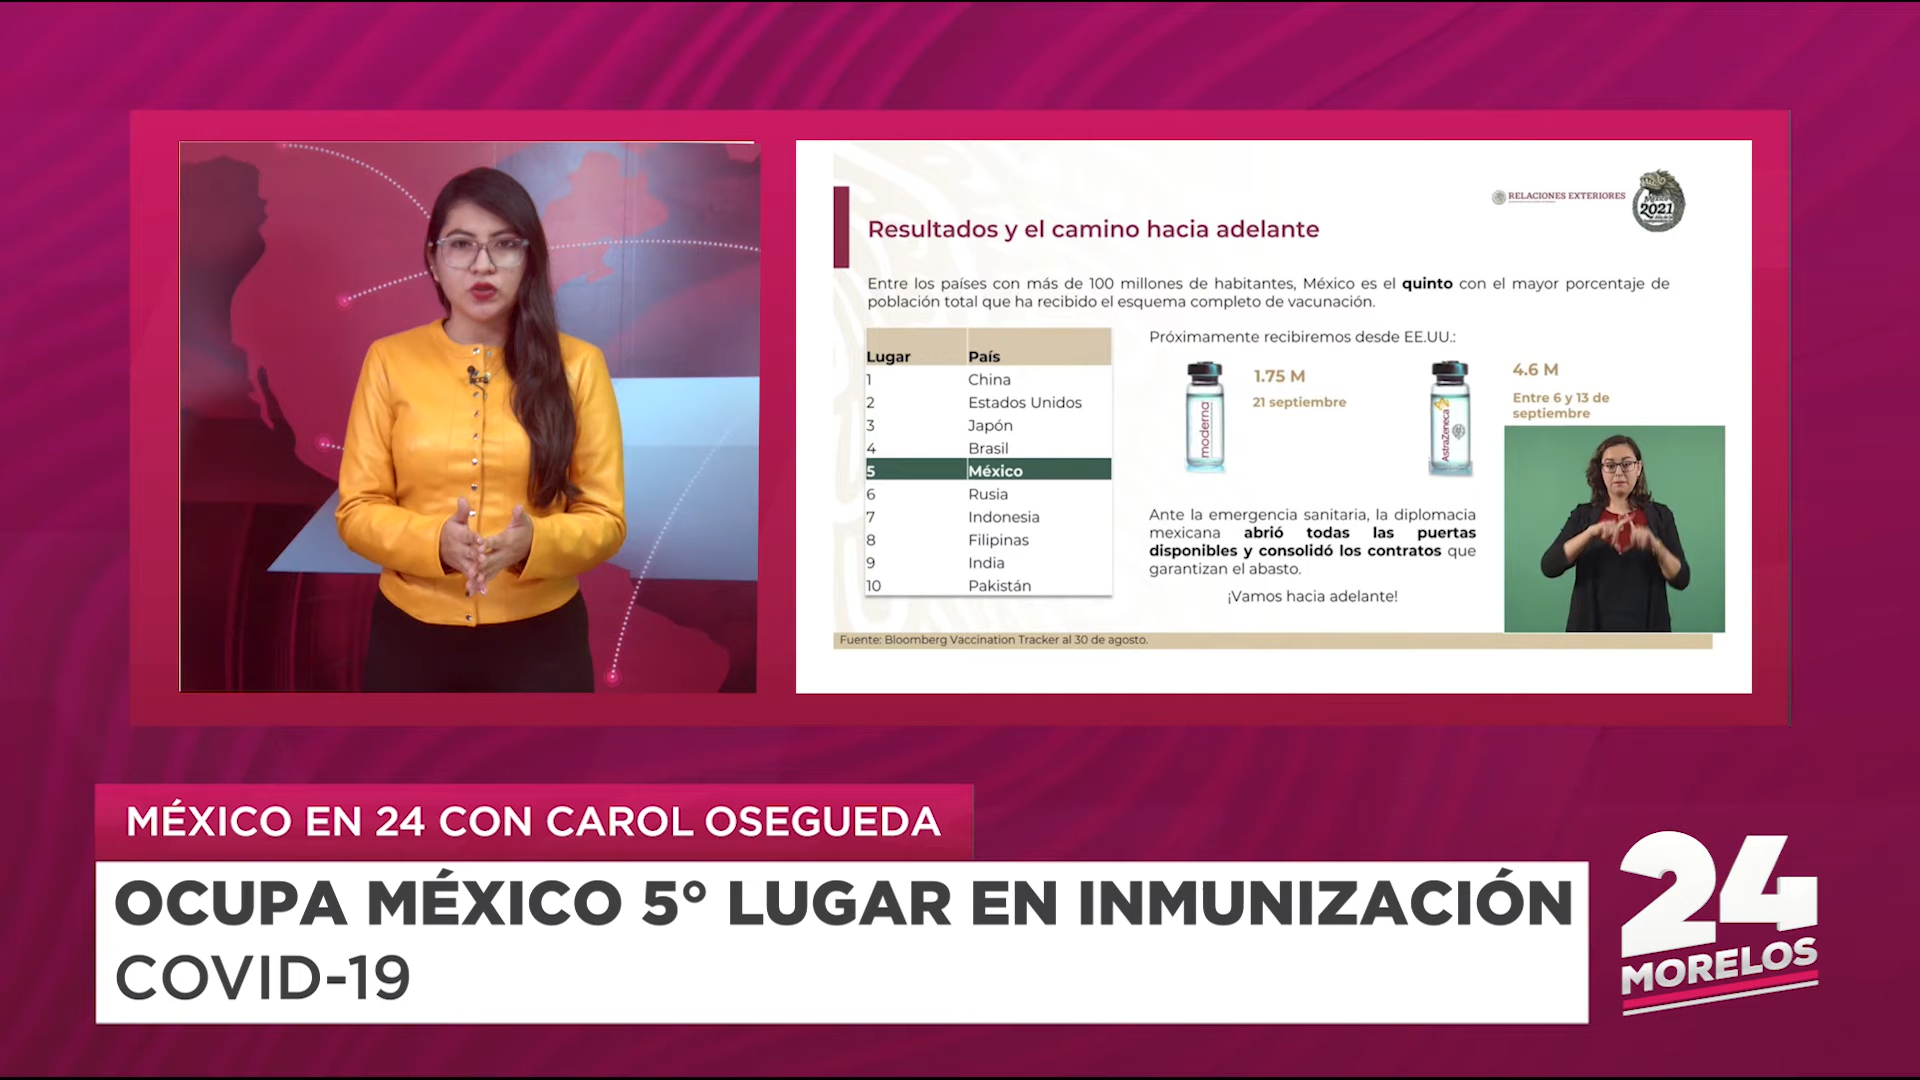 RELACIONES EXTERIORES
México
2021
Resultados y el camino hacia adelante
Entre los países con más de 100 millones de habitantes, México es el quinto con el mayor porcentaje de
población total que ha recibido el esquema completo de vacunación.
Lugar País
1 China
2 Estados Unidos
3 Japón
4 Brasil
5 México
6 Rusia
7 Indonesia
8 Filipinas
9 India
10 Pakistán
Próximamente recibiremos desde EE.UU.:
moderna
1.75 M
21 septiembre
AstraZeneca
4.6 M
Entre 6 y 13 de
septiembre
Ante la emergencia sanitaria, la diplomacia
mexicana abrió todas las puertas
disponibles y consolidó los contratos que
garantizan el abasto.
¡Vamos hacia adelante!
Fuente: Bloomberg Vaccination Tracker al 30 de agosto.
MÉXICO EN 24 CON CAROL OSEGUEDA
OCUPA MÉXICO 5° LUGAR EN INMUNIZACIÓN
COVID-19
24
MORELOS